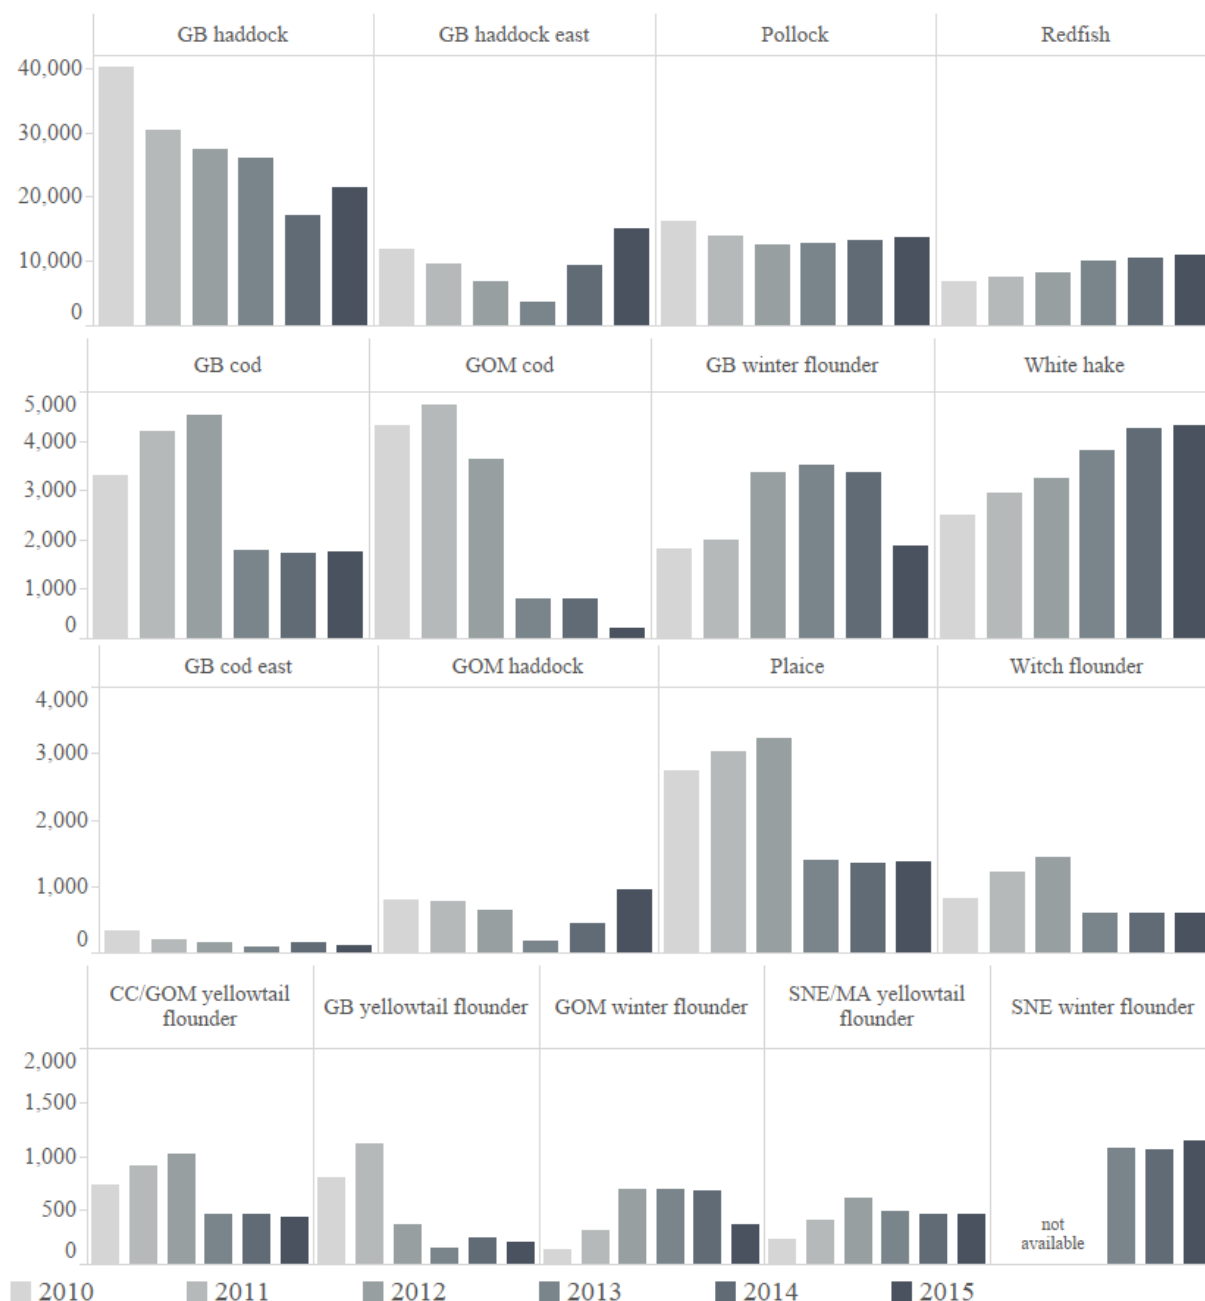 GB haddock
GB haddock east
Pollock
Redfish
40,000
30,000
20,000
10,000
0
GB cod
GOM cod
GB winter flounder
White hake
5,000
4,000
3,000
2,000
1,000
0
GB cod east
GOM haddock
Plaice
Witch flounder
4,000
3,000
2,000
1,000
0
CC/GOM yellowtail
flounder
GB yellowtail flounder
GOM winter flounder
SNE/MA yellowtail
flounder
SNE winter flounder
2,000
1,500
1,000
500
0
not
available
2010
2011
2012
2013
2014
2015